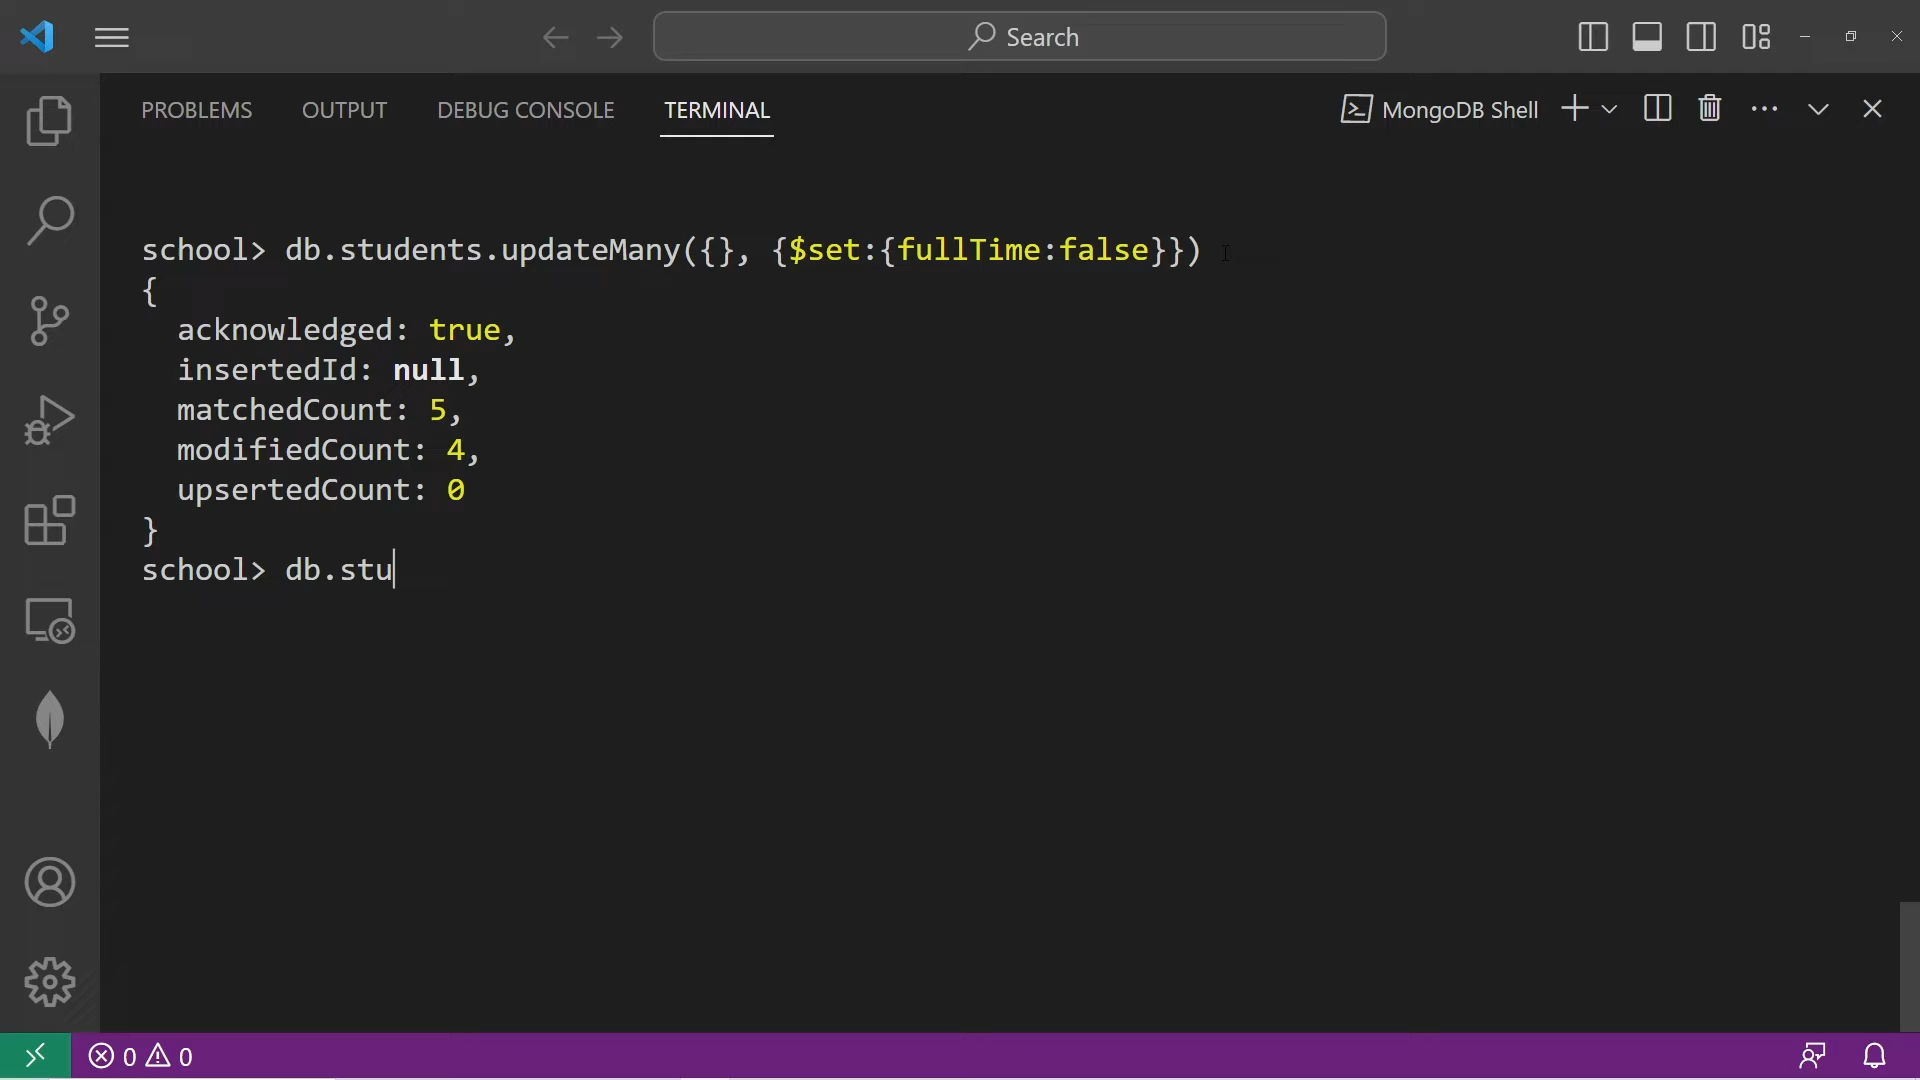 Search
PROBLEMS OUTPUT DEBUG CONSOLE TERMINAL MongoDB Shell
school> db.students.updateMany({}, {$set:{fullTime:false}})
{
  acknowledged: true,
  insertedId: null,
  matchedCount: 5,
  modifiedCount: 4,
  upsertedCount: 0
}
school> db.stu
0 0